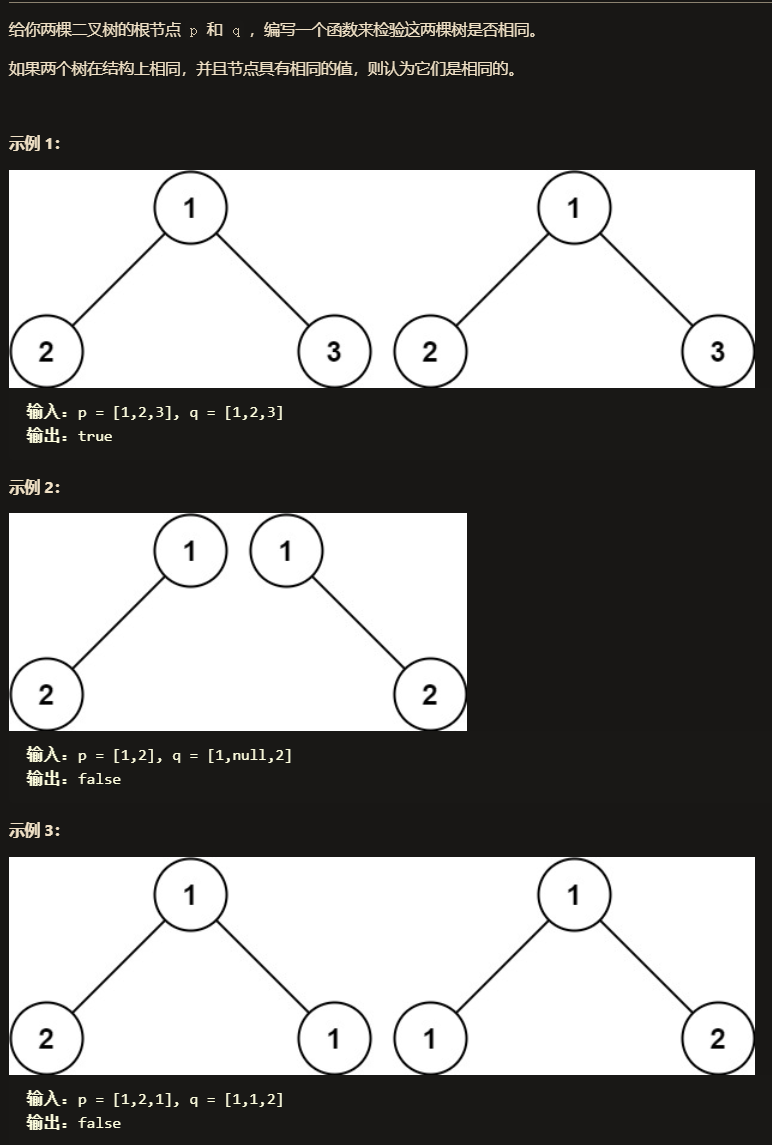 给你两棵二叉树的根节点 p 和 q ，编写一个函数来检验这两棵树是否相同。
如果两个树在结构上相同，并且节点具有相同的值，则认为它们是相同的。
示例 1：
1 1
2 3 2 3
输入：p = [1,2,3], q = [1,2,3]
输出：true
示例 2：
1 1
2 2
输入：p = [1,2], q = [1,null,2]
输出：false
示例 3：
1 1
2 1 1 2
输入：p = [1,2,1], q = [1,1,2]
输出：false